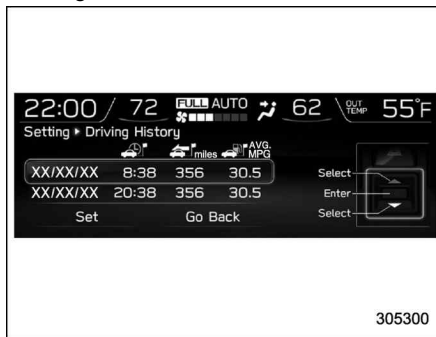 22:00 / 72 FULL AUTO 62 OUT TEMP 55°F
Setting ▸ Driving History
miles AVG. MPG
XX/XX/XX 8:38 356 30.5
XX/XX/XX 20:38 356 30.5
Set Go Back
Select
Enter
Select
305300